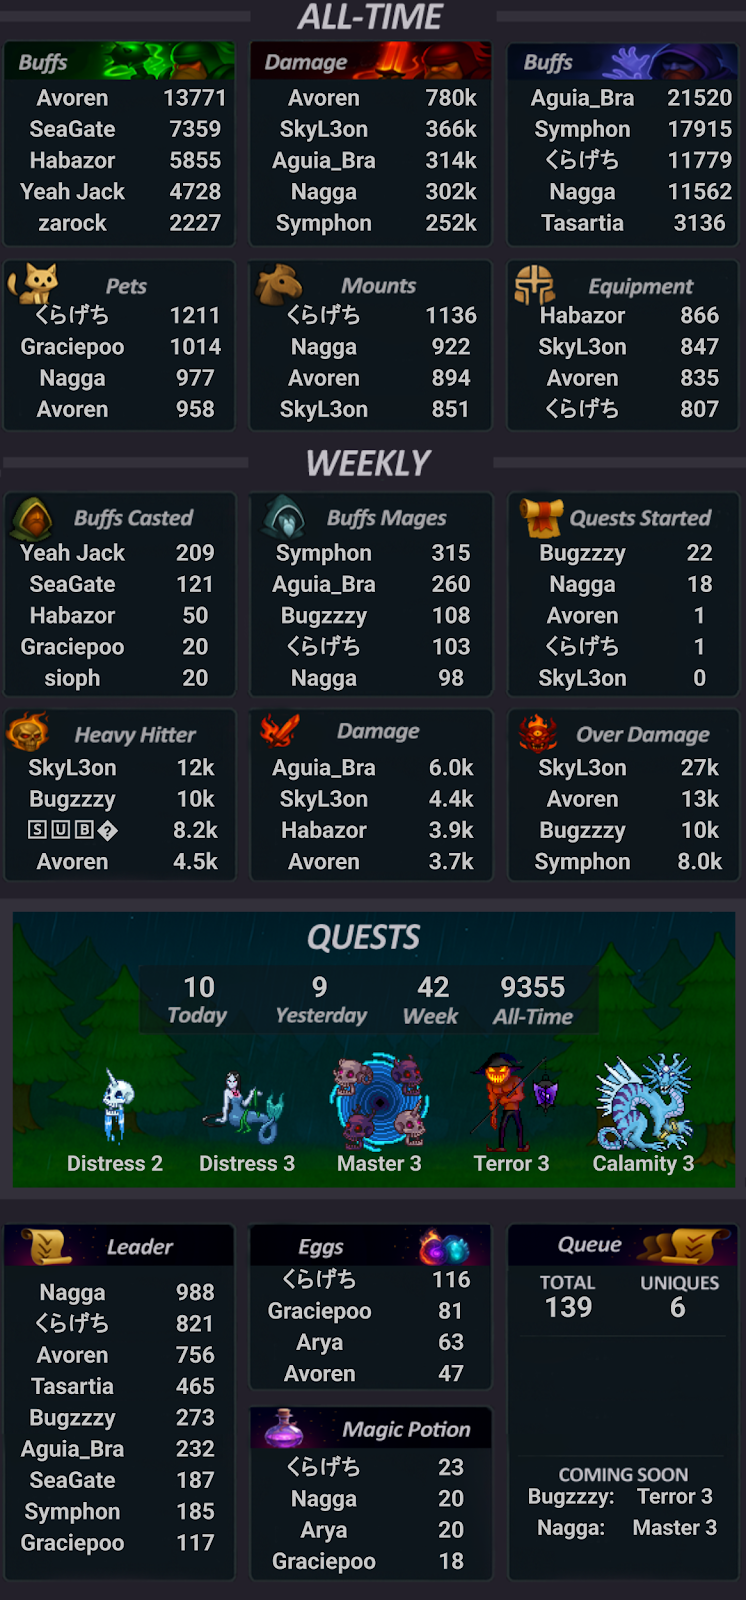 ALL-TIME
Buffs
Avoren 13771
SeaGate 7359
Habazor 5855
Yeah Jack 4728
zarock 2227
Damage
Avoren 780k
SkyL3on 366k
Aguia_Bra 314k
Nagga 302k
Symphon 252k
Buffs
Aguia_Bra 21520
Symphon 17915
くらげち 11779
Nagga 11562
Tasartia 3136
Pets
くらげち 1211
Graciepoo 1014
Nagga 977
Avoren 958
Mounts
くらげち 1136
Nagga 922
Avoren 894
SkyL3on 851
Equipment
Habazor 866
SkyL3on 847
Avoren 835
くらげち 807
WEEKLY
Buffs Casted
Yeah Jack 209
SeaGate 121
Habazor 50
Graciepoo 20
sioph 20
Buffs Mages
Symphon 315
Aguia_Bra 260
Bugzzzy 108
くらげち 103
Nagga 98
Quests Started
Bugzzzy 22
Nagga 18
Avoren 1
くらげち 1
SkyL3on 0
Heavy Hitter
SkyL3on 12k
Bugzzzy 10k
🅂🅄🄱� 8.2k
Avoren 4.5k
Damage
Aguia_Bra 6.0k
SkyL3on 4.4k
Habazor 3.9k
Avoren 3.7k
Over Damage
SkyL3on 27k
Avoren 13k
Bugzzzy 10k
Symphon 8.0k
QUESTS
10 9 42 9355
Today Yesterday Week All-Time
Distress 2 Distress 3 Master 3 Terror 3 Calamity 3
Leader
Nagga 988
くらげち 821
Avoren 756
Tasartia 465
Bugzzzy 273
Aguia_Bra 232
SeaGate 187
Symphon 185
Graciepoo 117
Eggs
くらげち 116
Graciepoo 81
Arya 63
Avoren 47
Magic Potion
くらげち 23
Nagga 20
Arya 20
Graciepoo 18
Queue
TOTAL UNIQUES
139 6
COMING SOON
Bugzzzy: Terror 3
Nagga: Master 3